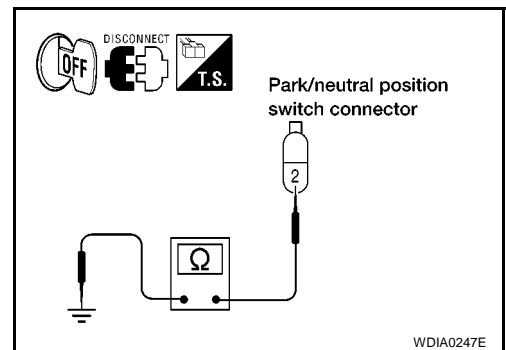 OFF
DISCONNECT
T.S.
Park/neutral position
switch connector
2
Ω
WDIA0247E